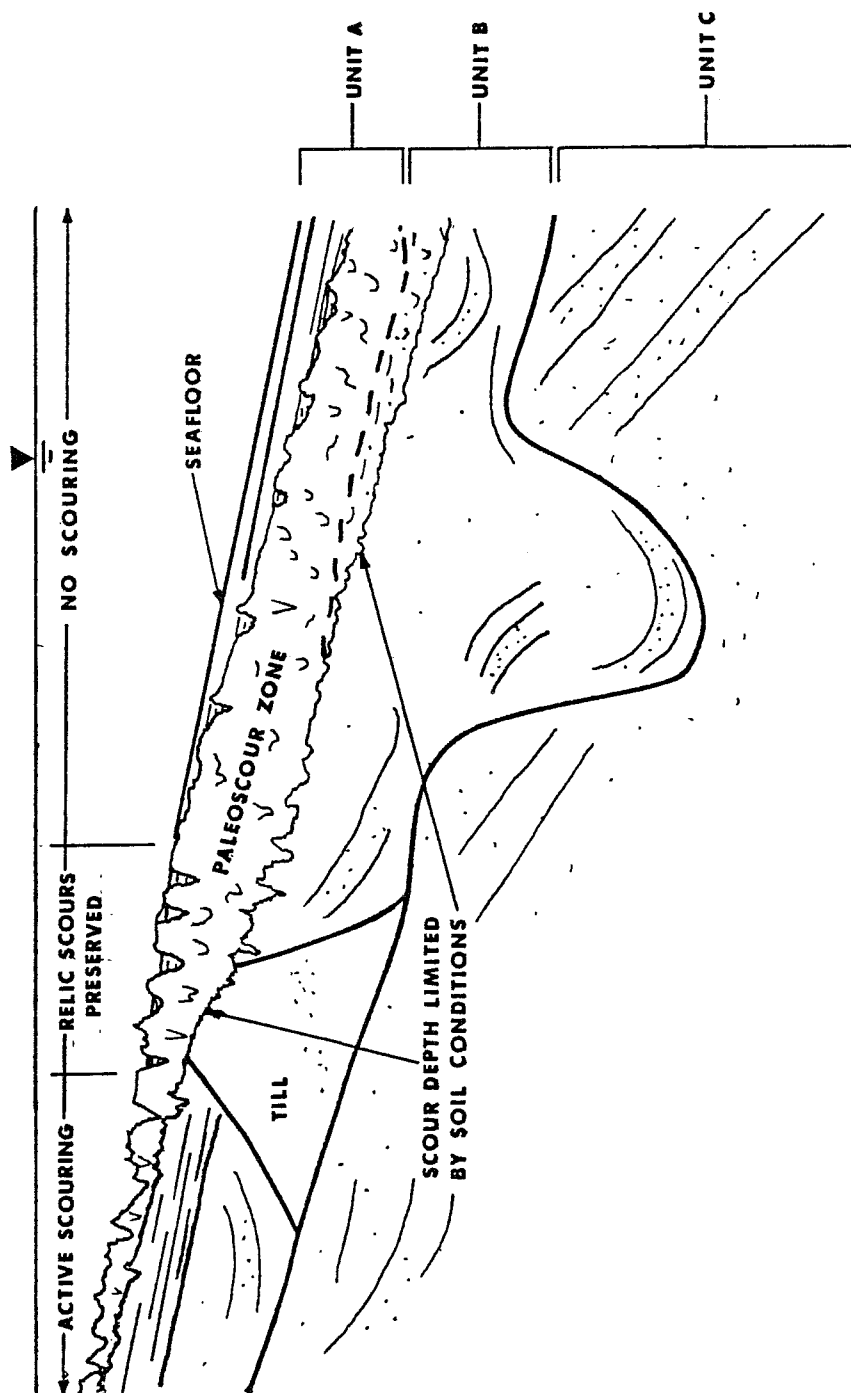 ACTIVE SCOURING
RELIC SCOURS
PRESERVED
NO SCOURING
SEAFLOOR
PALEOSCOUR ZONE
TILL
SCOUR DEPTH LIMITED
BY SOIL CONDITIONS
UNIT A
UNIT B
UNIT C